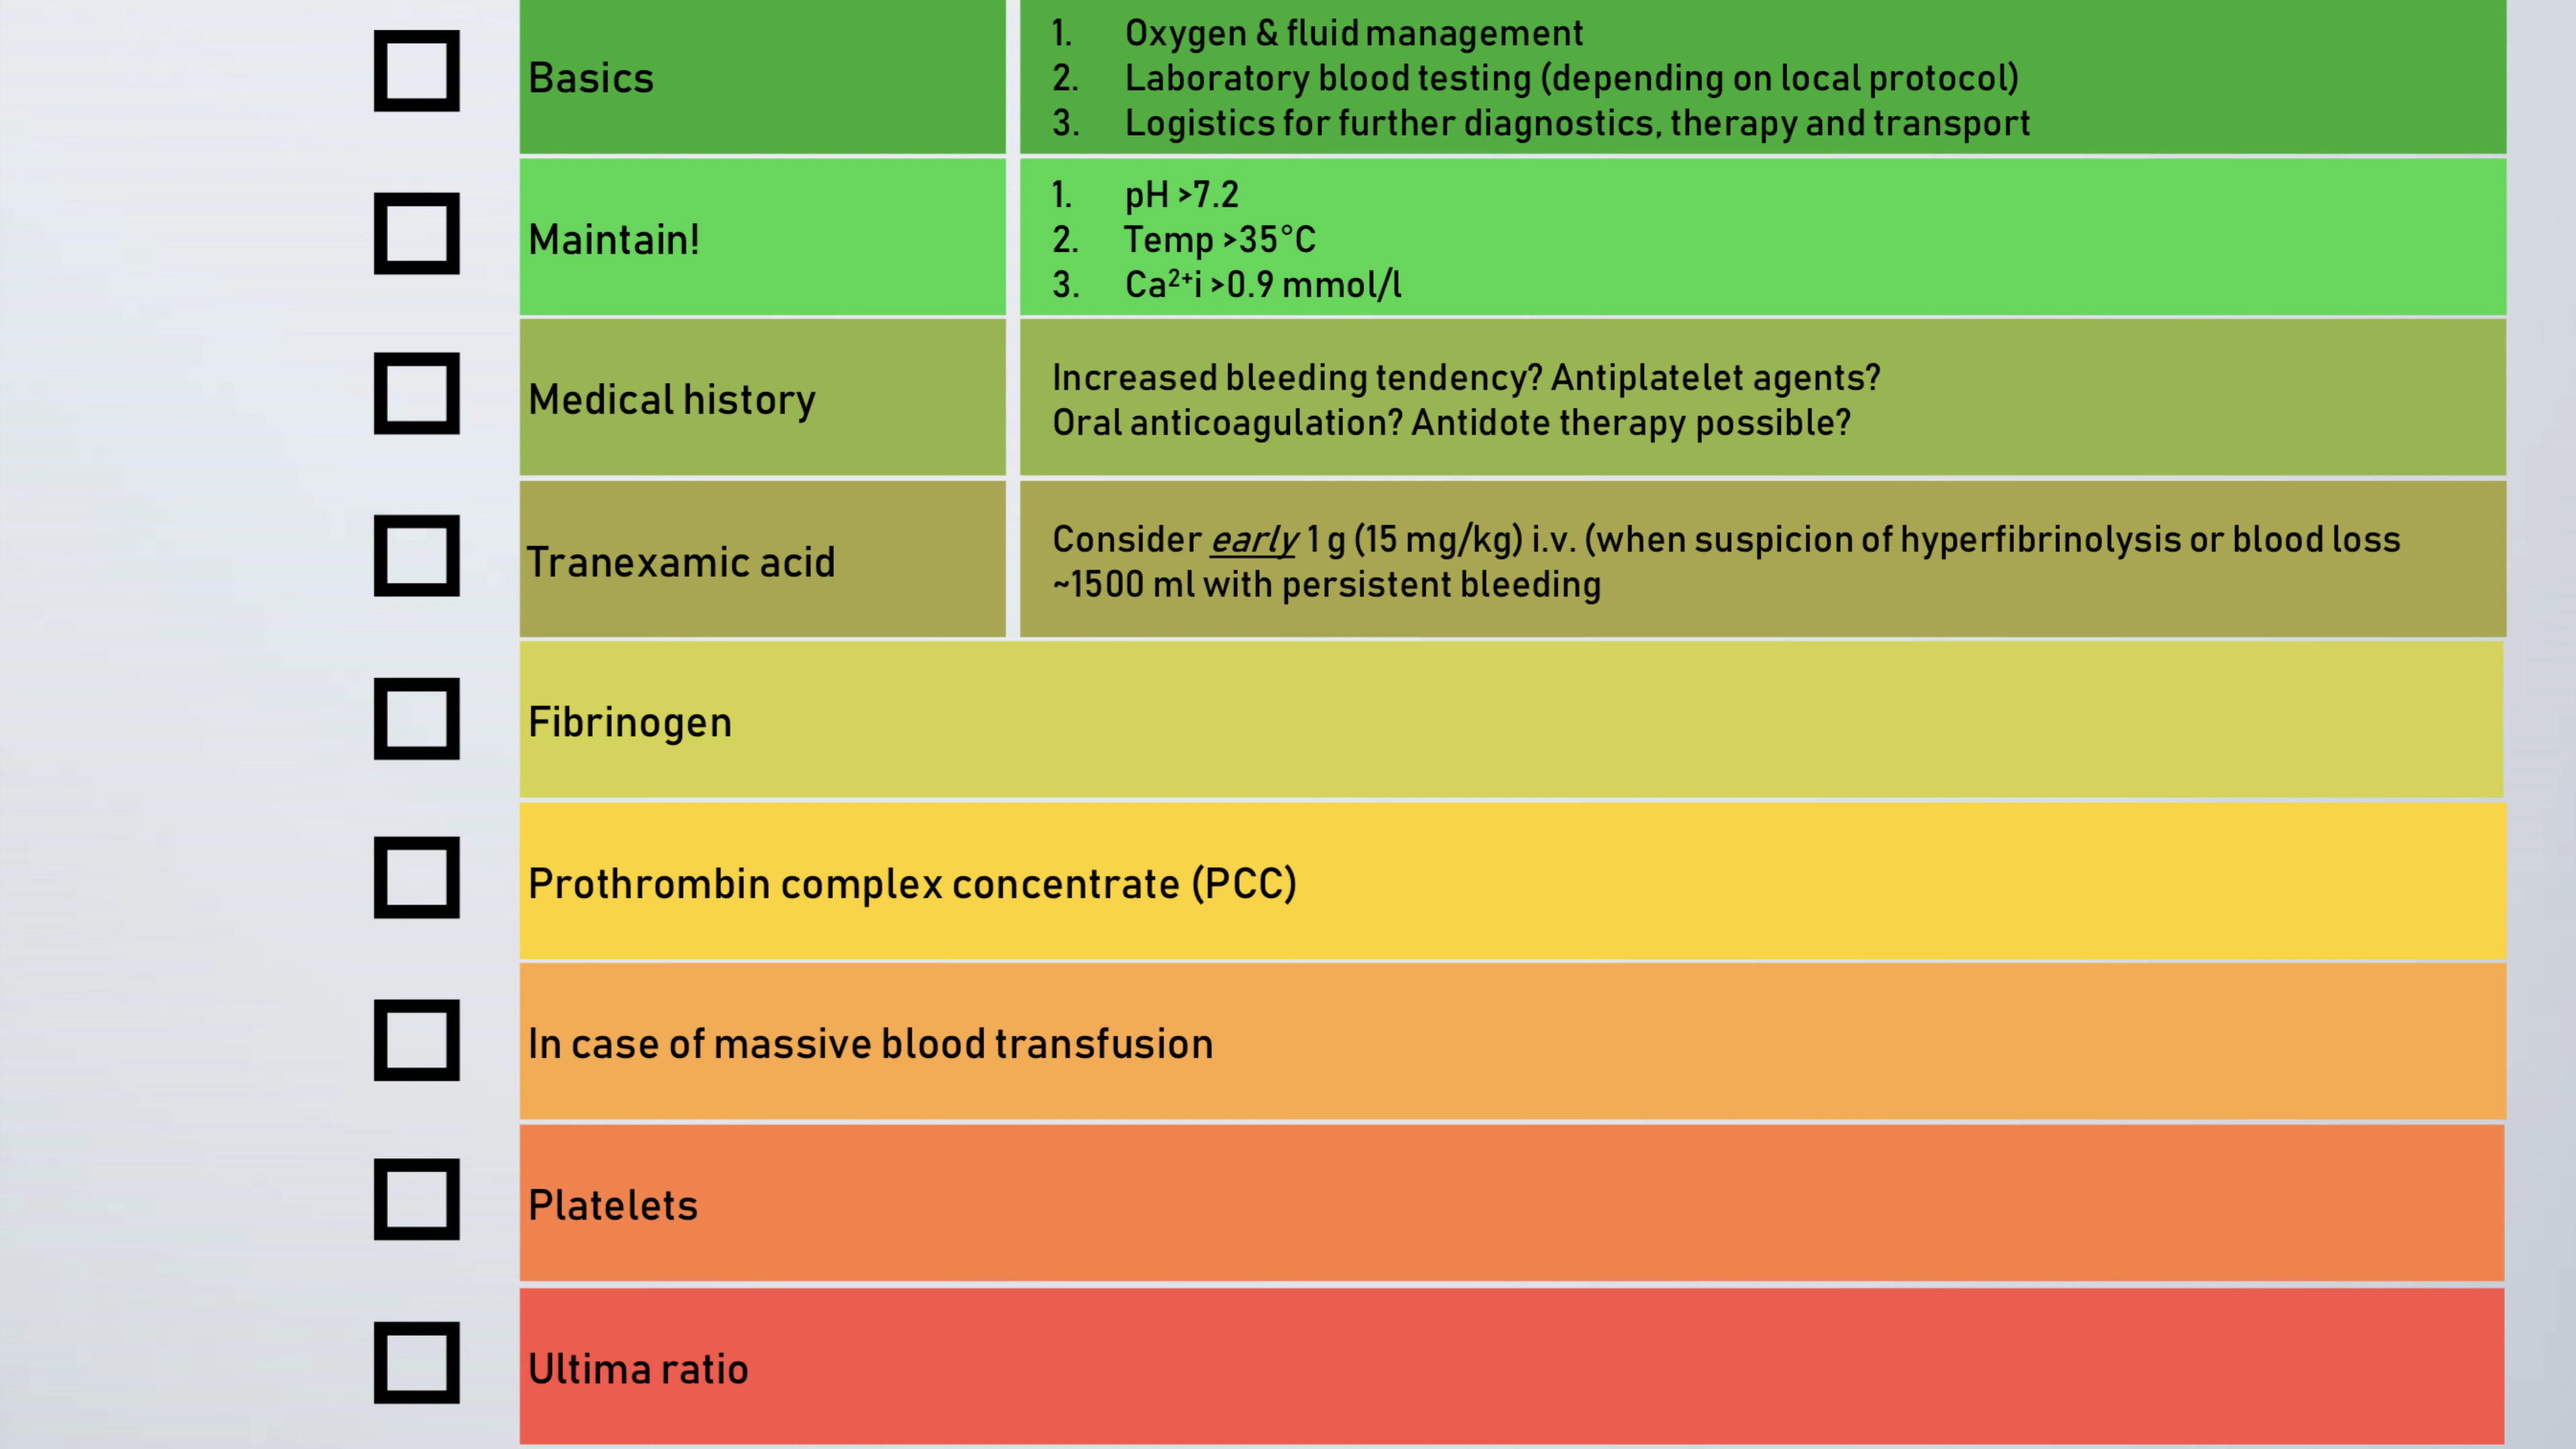 Basics
1. Oxygen & fluid management
2. Laboratory blood testing (depending on local protocol)
3. Logistics for further diagnostics, therapy and transport
Maintain!
1. pH >7.2
2. Temp >35°C
3. Ca²⁺i >0.9 mmol/l
Medical history
Increased bleeding tendency? Antiplatelet agents?
Oral anticoagulation? Antidote therapy possible?
Tranexamic acid
Consider early 1 g (15 mg/kg) i.v. (when suspicion of hyperfibrinolysis or blood loss
~1500 ml with persistent bleeding
Fibrinogen
Prothrombin complex concentrate (PCC)
In case of massive blood transfusion
Platelets
Ultima ratio